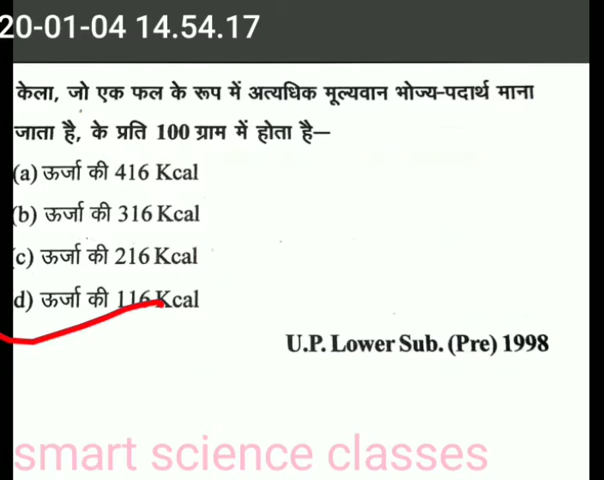 20-01-04 14.54.17
केला, जो एक फल के रूप में अत्यधिक मूल्यवान भोज्य-पदार्थ माना
जाता है, के प्रति 100 ग्राम में होता है—
(a) ऊर्जा की 416 Kcal
(b) ऊर्जा की 316 Kcal
(c) ऊर्जा की 216 Kcal
d) ऊर्जा की 116 Kcal
U.P. Lower Sub. (Pre) 1998
smart science classes